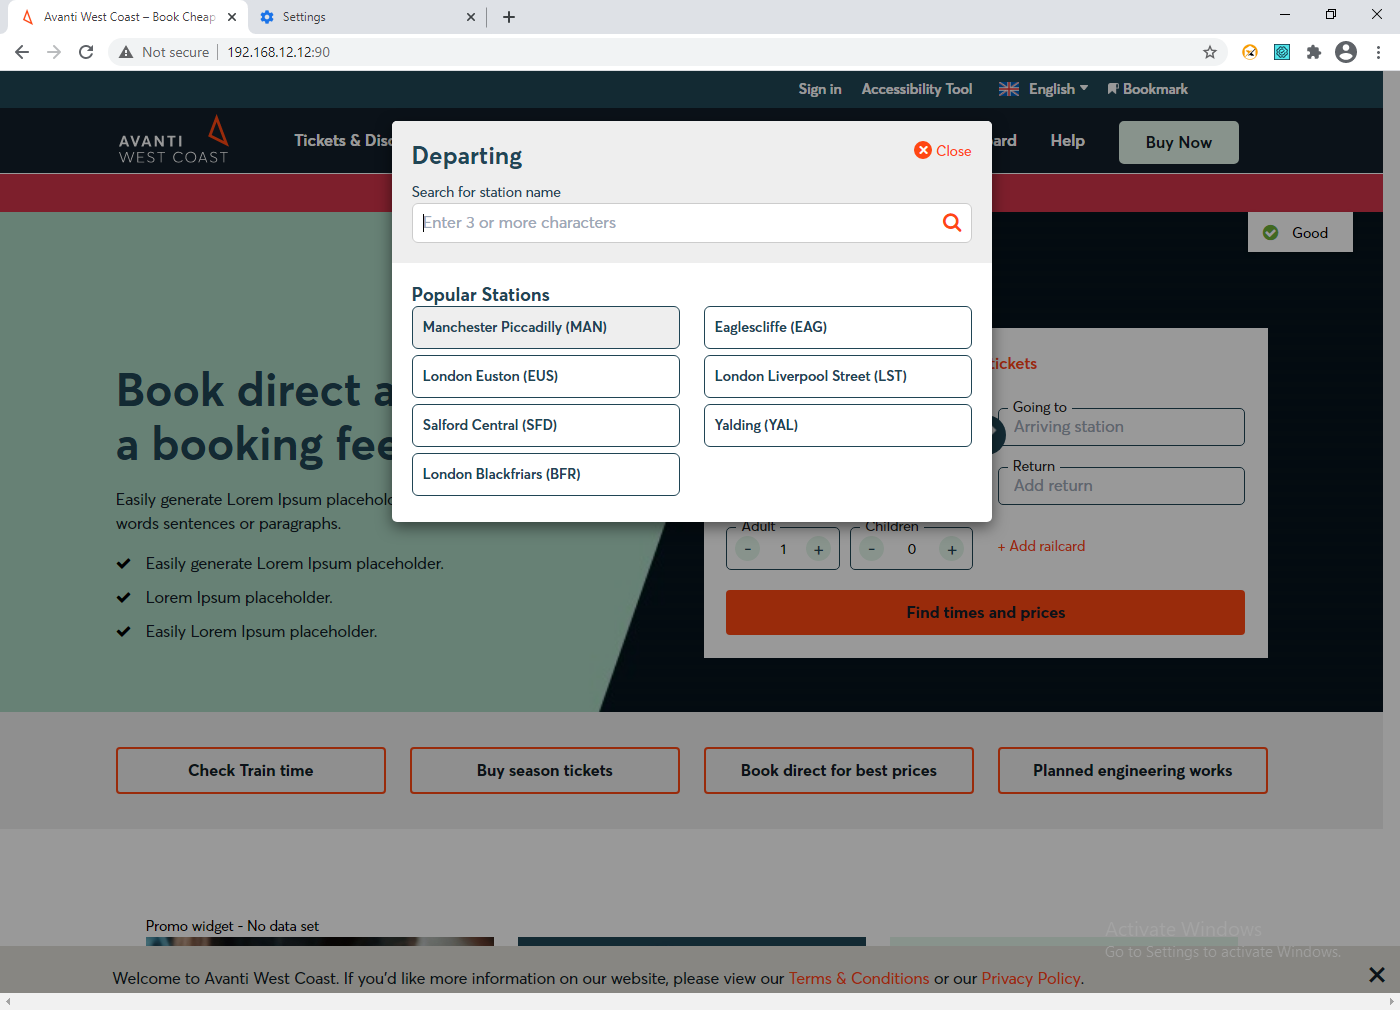 Avanti West Coast – Book Cheap
Settings
Not secure
192.168.12.12:90
Sign in
Accessibility Tool
English
Bookmark
AVANTI
WEST COAST
Tickets & Disc
Help
Buy Now
Departing
Close
Search for station name
Enter 3 or more characters
Good
Popular Stations
Manchester Piccadilly (MAN)
Eaglescliffe (EAG)
London Euston (EUS)
London Liverpool Street (LST)
Salford Central (SFD)
Yalding (YAL)
London Blackfriars (BFR)
Book direct a
a booking fee
Easily generate Lorem Ipsum placehold
words sentences or paragraphs.
Easily generate Lorem Ipsum placeholder.
Lorem Ipsum placeholder.
Easily Lorem Ipsum placeholder.
tickets
Going to
Arriving station
Return
Add return
Adult
- 1 +
Children
- 0 +
+ Add railcard
Find times and prices
Check Train time
Buy season tickets
Book direct for best prices
Planned engineering works
Promo widget - No data set
Activate Windows
Go to Settings to activate Windows.
Welcome to Avanti West Coast. If you'd like more information on our website, please view our Terms & Conditions or our Privacy Policy.